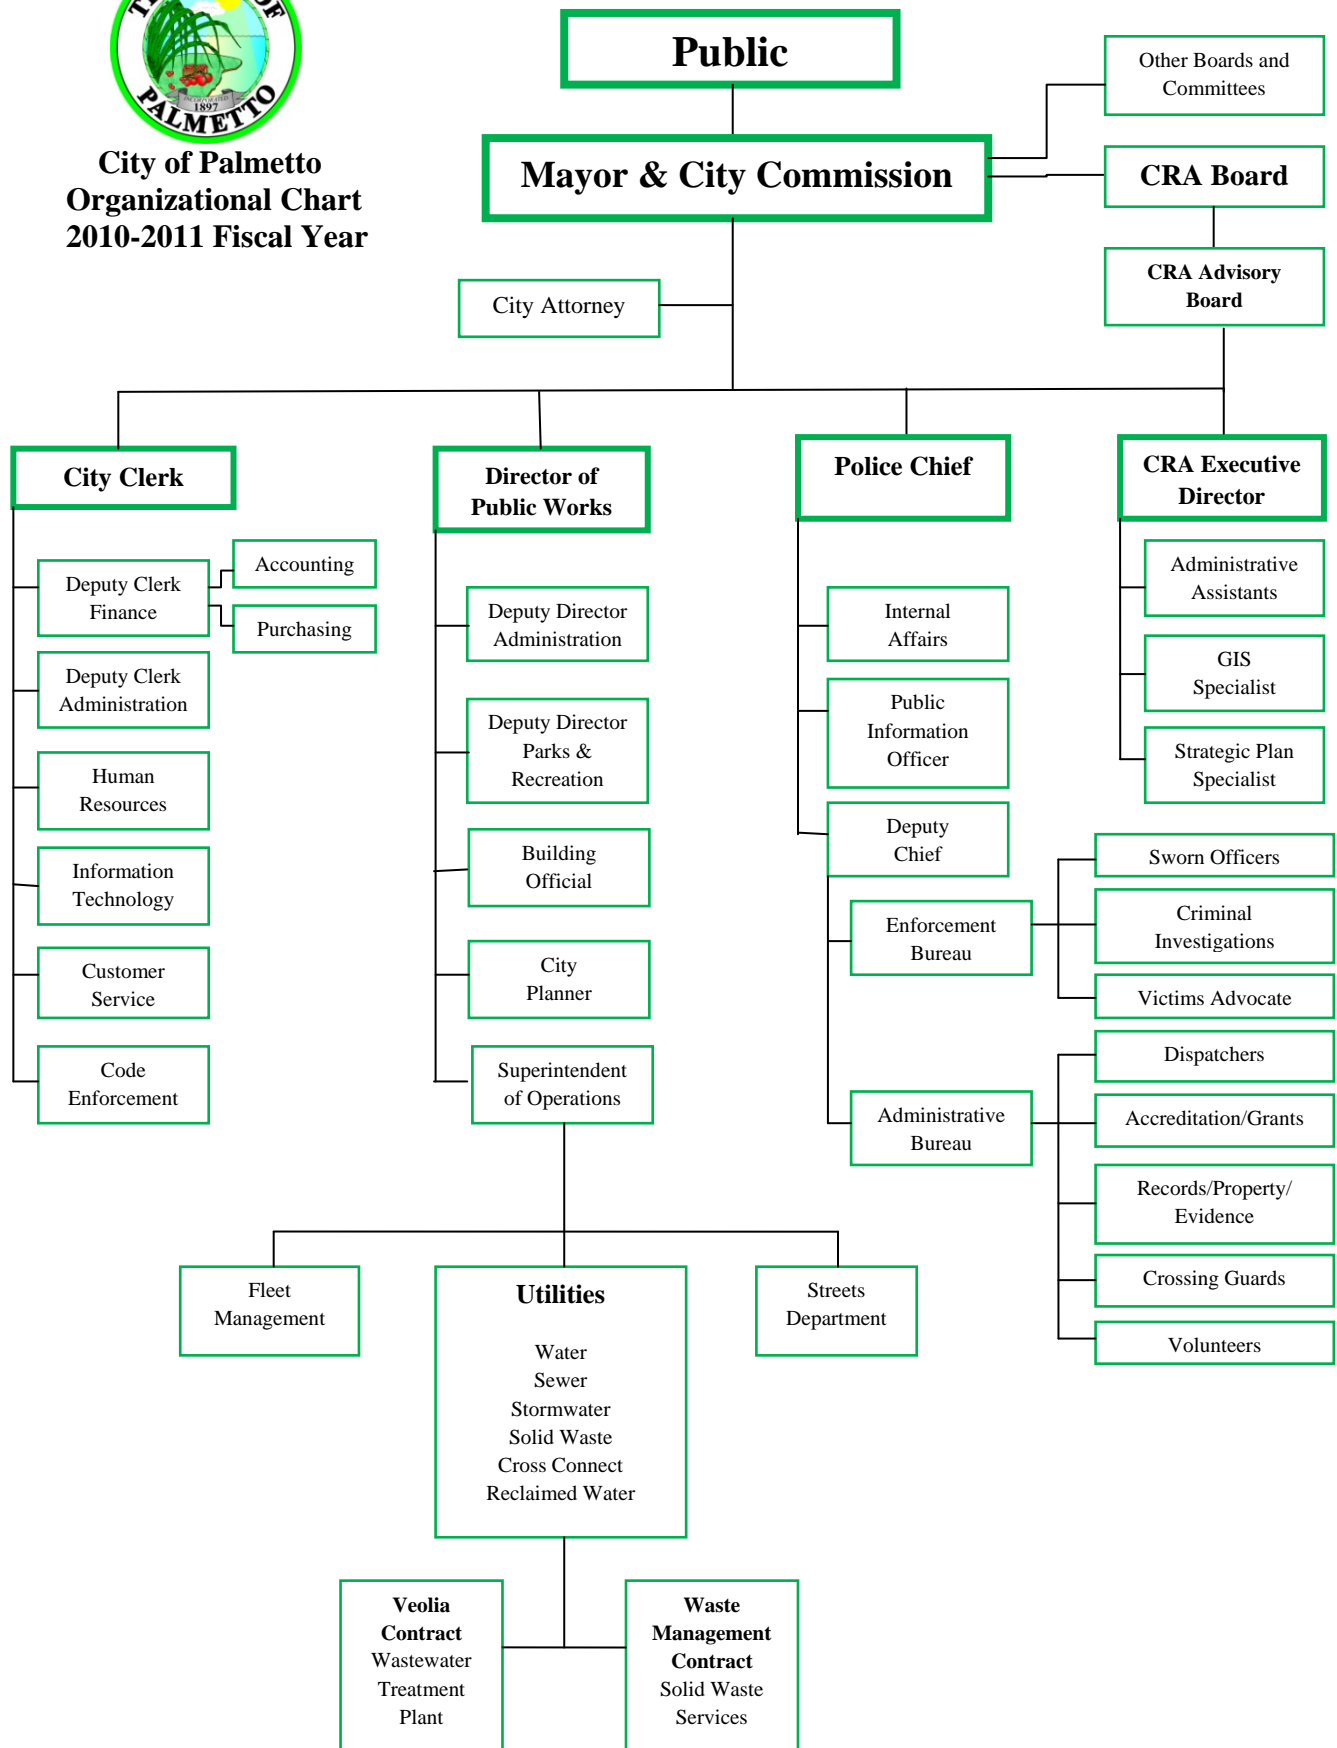 OF
PALMETTO
INCORPORATED
1897
City of Palmetto
Organizational Chart
2010-2011 Fiscal Year
Public
Mayor & City Commission
Other Boards and
Committees
CRA Board
CRA Advisory
Board
City Attorney
City Clerk
Deputy Clerk
Finance
Accounting
Purchasing
Deputy Clerk
Administration
Human
Resources
Information
Technology
Customer
Service
Code
Enforcement
Director of
Public Works
Deputy Director
Administration
Deputy Director
Parks &
Recreation
Building
Official
City
Planner
Superintendent
of Operations
Fleet
Management
Utilities
Water
Sewer
Stormwater
Solid Waste
Cross Connect
Reclaimed Water
Streets
Department
Veolia
Contract
Wastewater
Treatment
Plant
Waste
Management
Contract
Solid Waste
Services
Police Chief
Internal
Affairs
Public
Information
Officer
Deputy
Chief
Enforcement
Bureau
Sworn Officers
Criminal
Investigations
Victims Advocate
Administrative
Bureau
Dispatchers
Accreditation/Grants
Records/Property/
Evidence
Crossing Guards
Volunteers
CRA Executive
Director
Administrative
Assistants
GIS
Specialist
Strategic Plan
Specialist